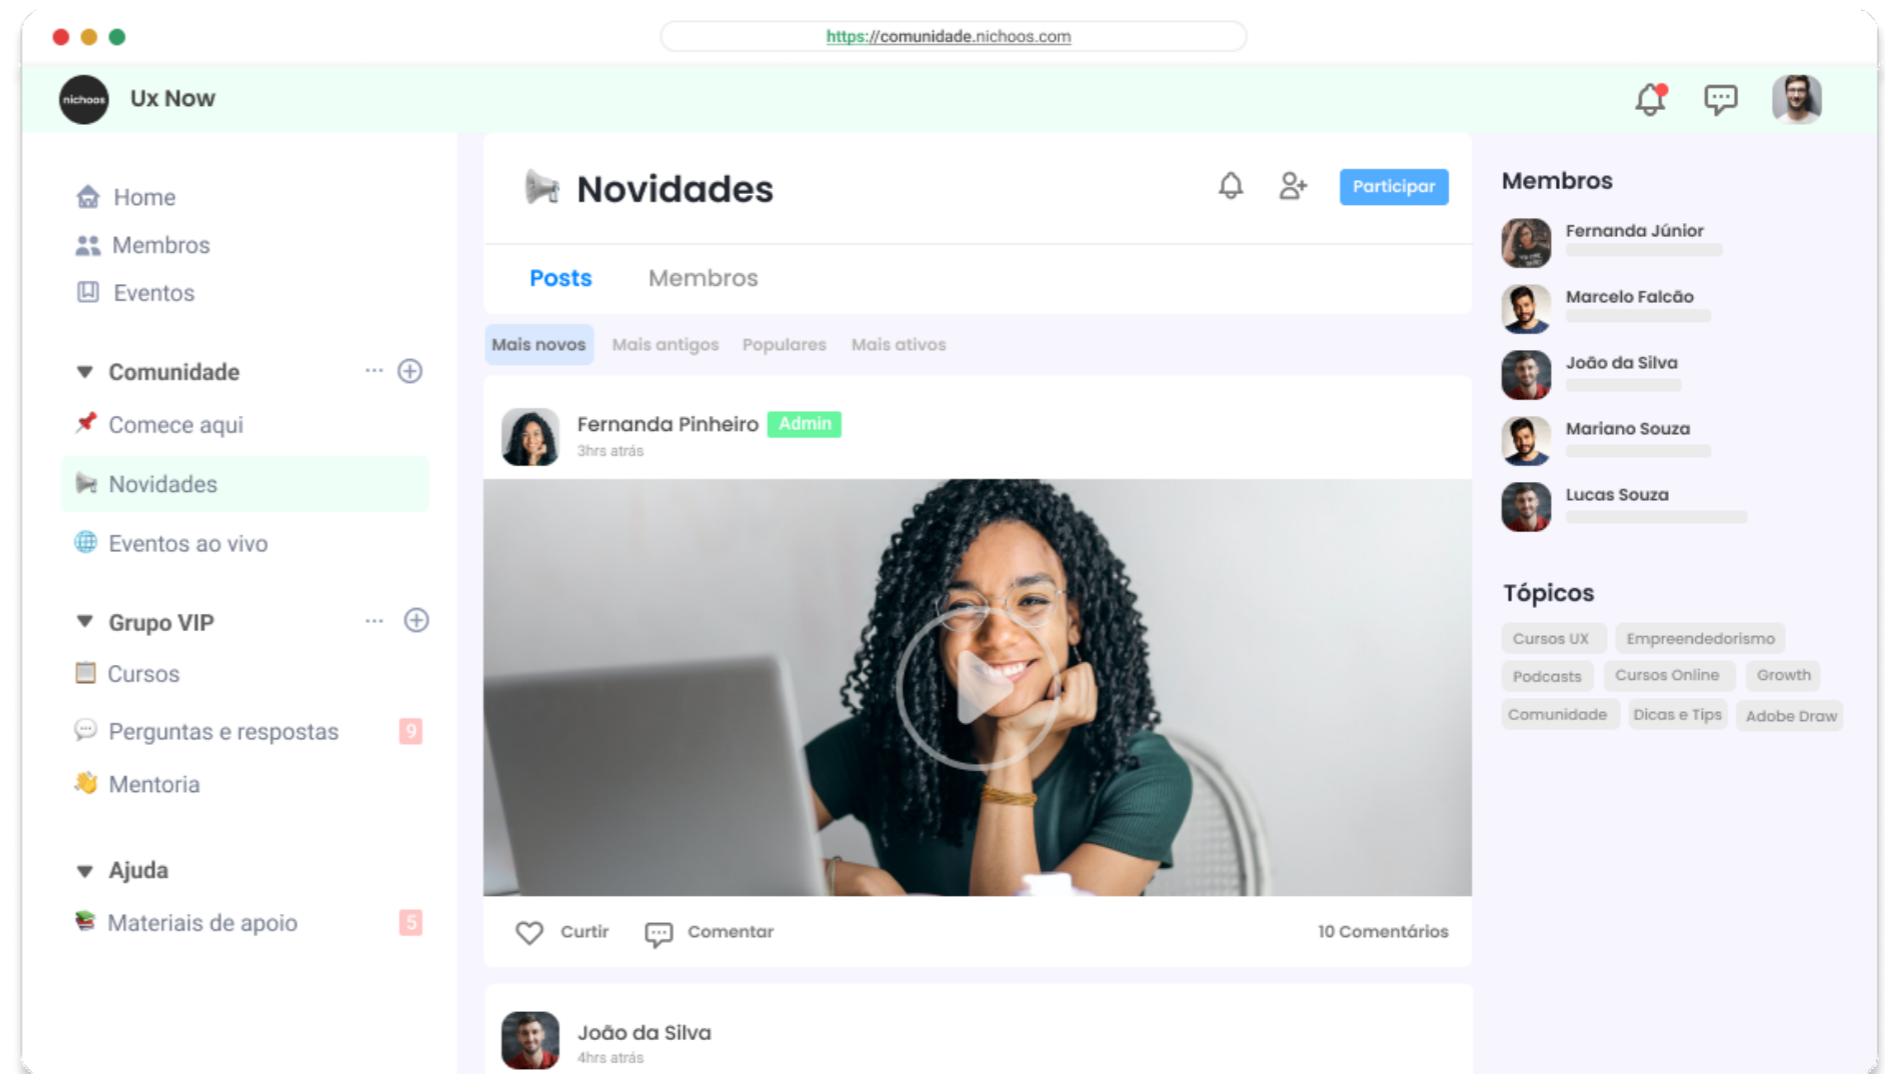 https://comunidade.nichoos.com
nichoos
Ux Now
Home
Membros
Eventos
Comunidade
Comece aqui
Novidades
Eventos ao vivo
Grupo VIP
Cursos
Perguntas e respostas 9
Mentoria
Ajuda
Materiais de apoio 5
Novidades
Participar
Posts Membros
Mais novos Mais antigos Populares Mais ativos
Fernanda Pinheiro Admin
3hrs atrás
Curtir Comentar 10 Comentários
João da Silva
4hrs atrás
Membros
Fernanda Júnior
Marcelo Falcão
João da Silva
Mariano Souza
Lucas Souza
Tópicos
Cursos UX Empreendedorismo
Podcasts Cursos Online Growth
Comunidade Dicas e Tips Adobe Draw